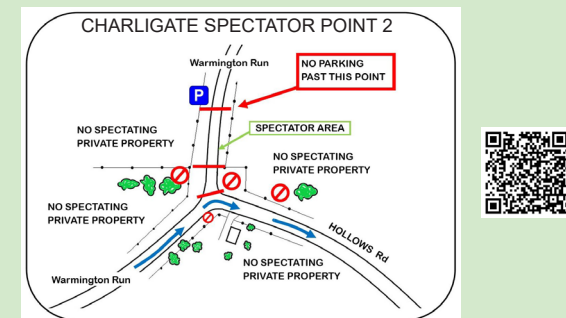 CHARLIGATE SPECTATOR POINT 2
Warmington Run
NO PARKING
PAST THIS POINT
P
SPECTATOR AREA
NO SPECTATING
PRIVATE PROPERTY
NO SPECTATING
PRIVATE PROPERTY
NO SPECTATING
PRIVATE PROPERTY
HOLLOWS Rd
NO SPECTATING
PRIVATE PROPERTY
Warmington Run